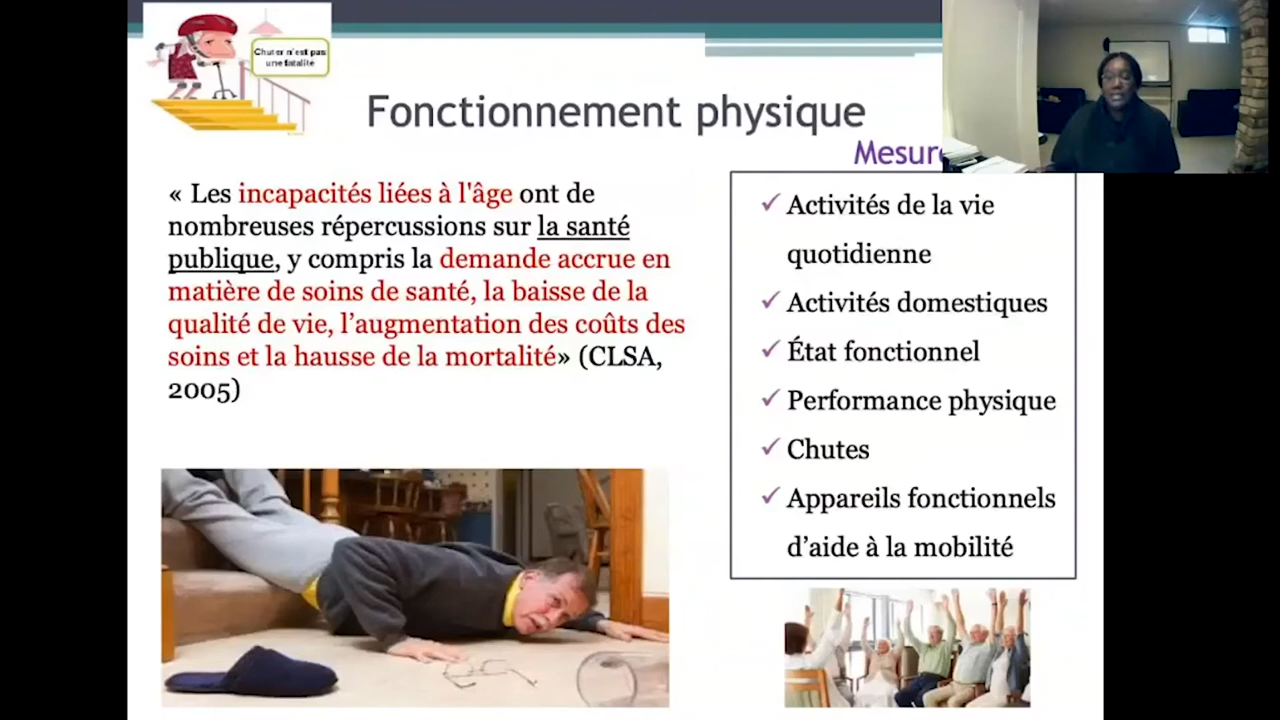 Chuter n'est pas
une fatalité
Fonctionnement physique
« Les incapacités liées à l'âge ont de
nombreuses répercussions sur la santé
publique, y compris la demande accrue en
matière de soins de santé, la baisse de la
qualité de vie, l’augmentation des coûts des
soins et la hausse de la mortalité» (CLSA,
2005)
Activités de la vie
quotidienne
Activités domestiques
État fonctionnel
Performance physique
Chutes
Appareils fonctionnels
d’aide à la mobilité